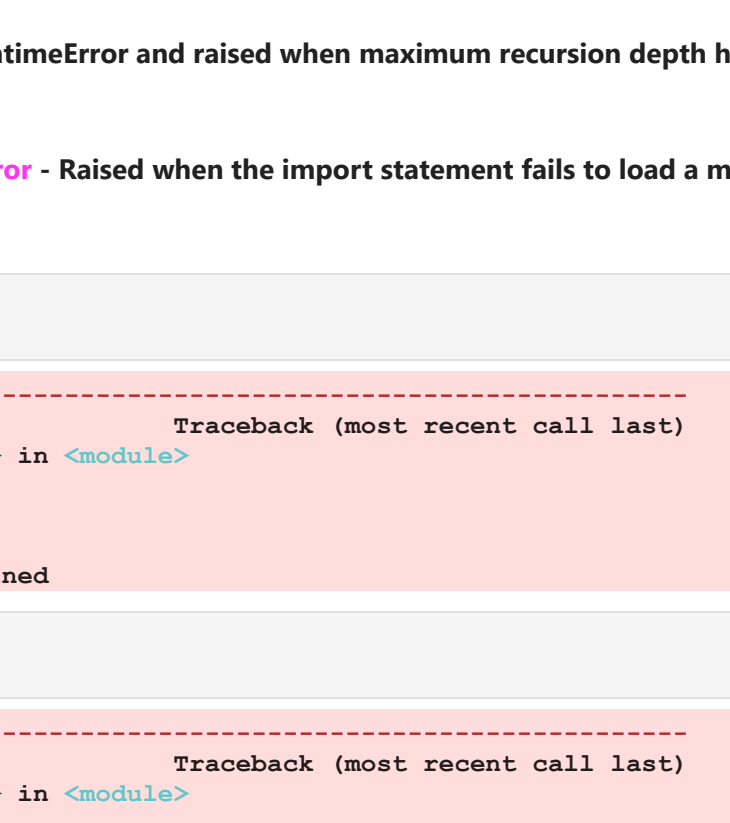 ntimeError and raised when maximum recursion depth h
ror - Raised when the import statement fails to load a m
---------------------------------------------
Traceback (most recent call last)
> in <module>
ned
---------------------------------------------
Traceback (most recent call last)
> in <module>